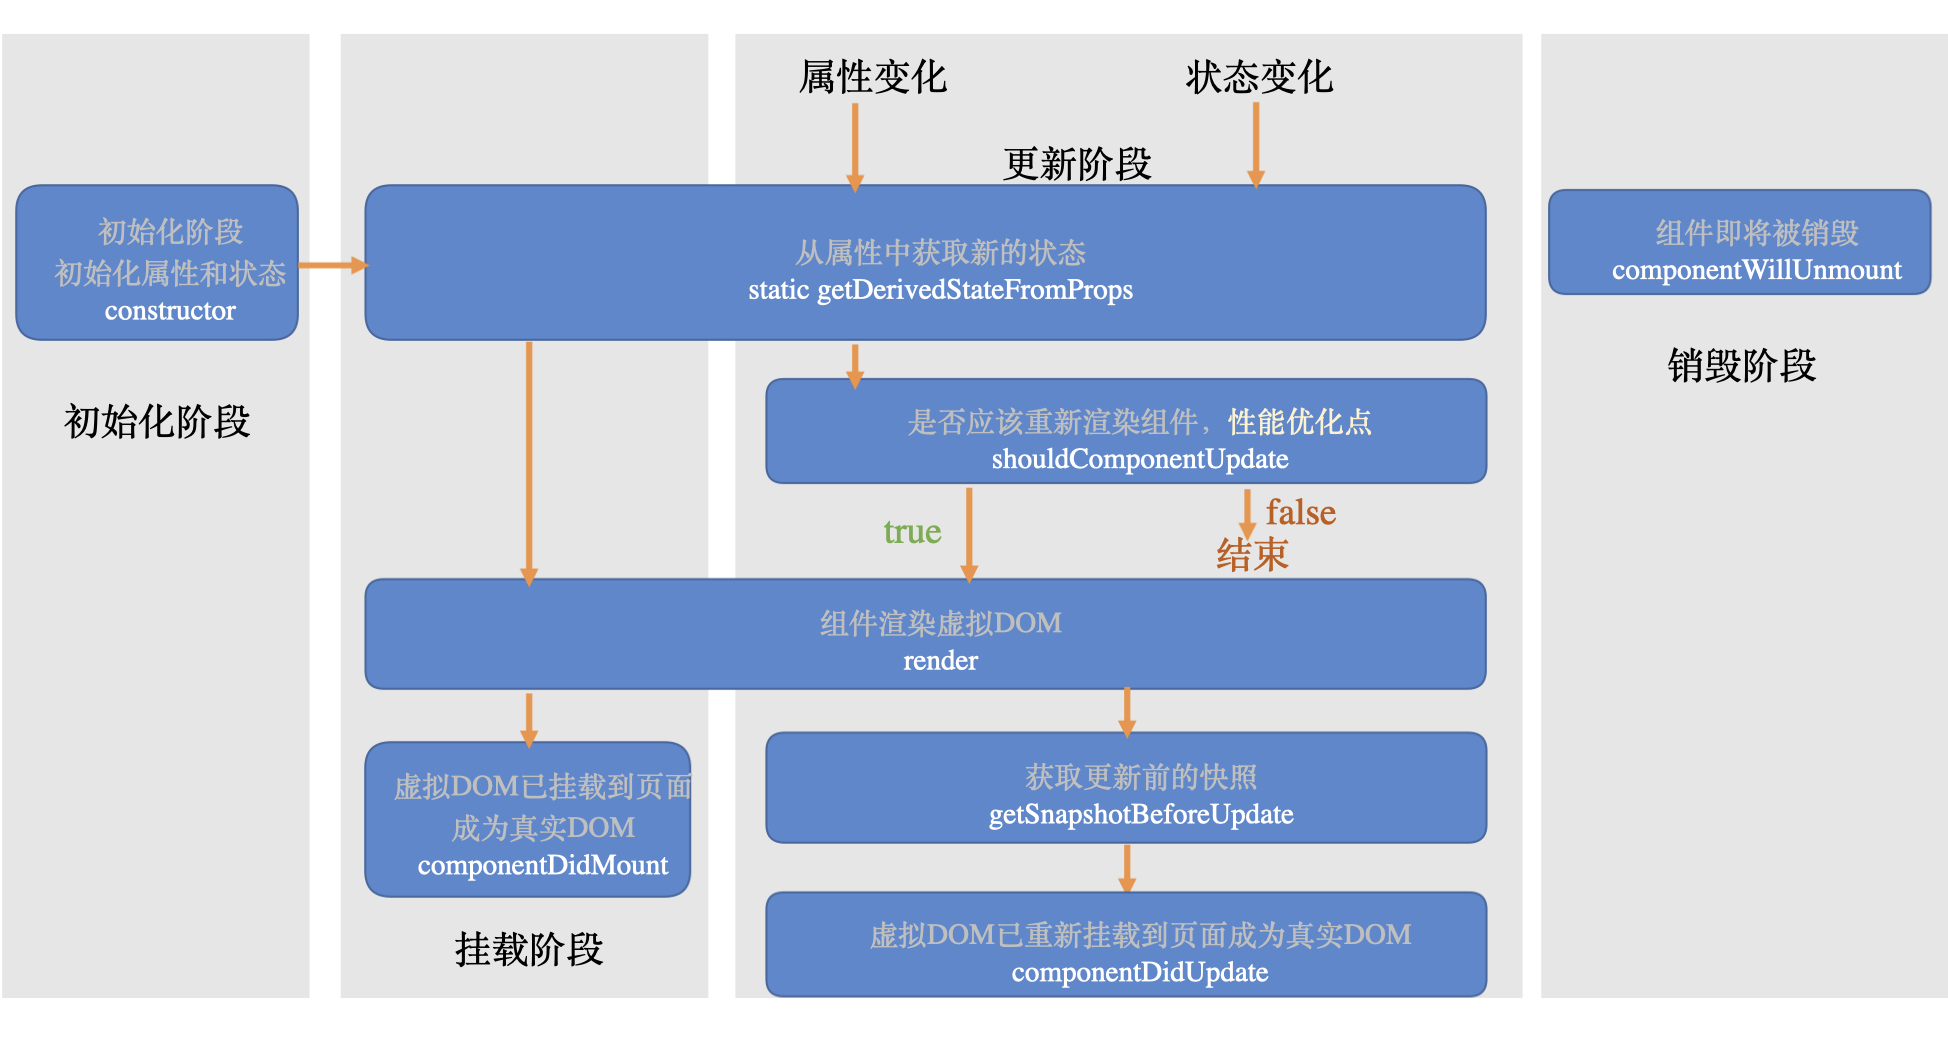 属性变化
状态变化
更新阶段
初始化阶段
初始化属性和状态
constructor
从属性中获取新的状态
static getDerivedStateFromProps
组件即将被销毁
componentWillUnmount
销毁阶段
初始化阶段
是否应该重新渲染组件，性能优化点
shouldComponentUpdate
true
false
结束
组件渲染虚拟DOM
render
虚拟DOM已挂载到页面
成为真实DOM
componentDidMount
挂载阶段
获取更新前的快照
getSnapshotBeforeUpdate
虚拟DOM已重新挂载到页面成为真实DOM
componentDidUpdate